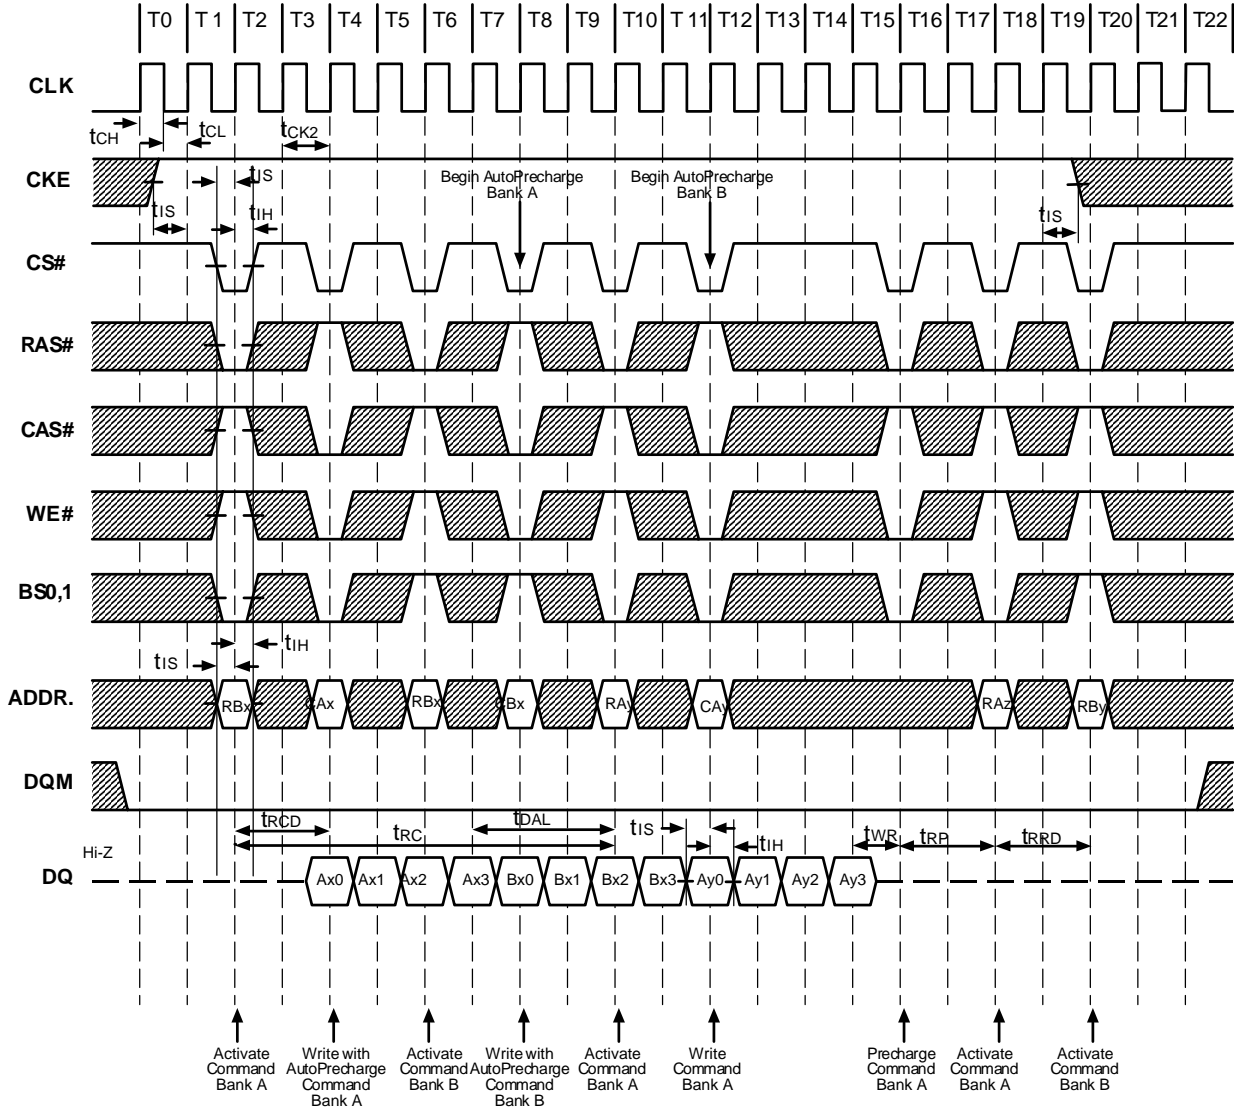 T0 T1 T2 T3 T4 T5 T6 T7 T8 T9 T10 T11 T12 T13 T14 T15 T16 T17 T18 T19 T20 T21 T22
CLK
tCH tCL tCK2
CKE
tIS
Begin AutoPrecharge
Bank A
Begin AutoPrecharge
Bank B
tIS tIH tIS
CS#
RAS#
CAS#
WE#
BS0,1
tIH
tIS
ADDR.
RBx CAx RBx CBx RAy CAy RAz RBy
DQM
tRCD tDAL tIS tWR tRP tRRD
tRC tIH
Hi-Z
DQ
Ax0 Ax1 Ax2 Ax3 Bx0 Bx1 Bx2 Bx3 Ay0 Ay1 Ay2 Ay3
Activate
Command
Bank A
Write with
AutoPrecharge
Command
Bank A
Activate
Command
Bank B
Write with
AutoPrecharge
Command
Bank B
Activate
Command
Bank A
Write
Command
Bank A
Precharge
Command
Bank A
Activate
Command
Bank A
Activate
Command
Bank B